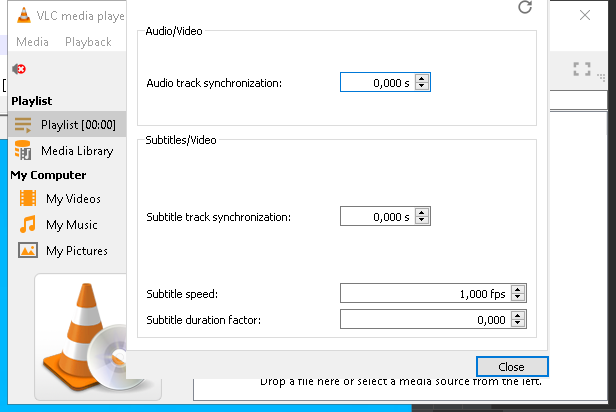 VLC media playe
Media Playback
Audio/Video
Audio track synchronization: 0,000 s
Playlist
Playlist [00:00]
Media Library
My Computer
My Videos
My Music
My Pictures
Subtitles/Video
Subtitle track synchronization: 0,000 s
Subtitle speed: 1,000 fps
Subtitle duration factor: 0,000
Close
Drop a file here or select a media source from the left.